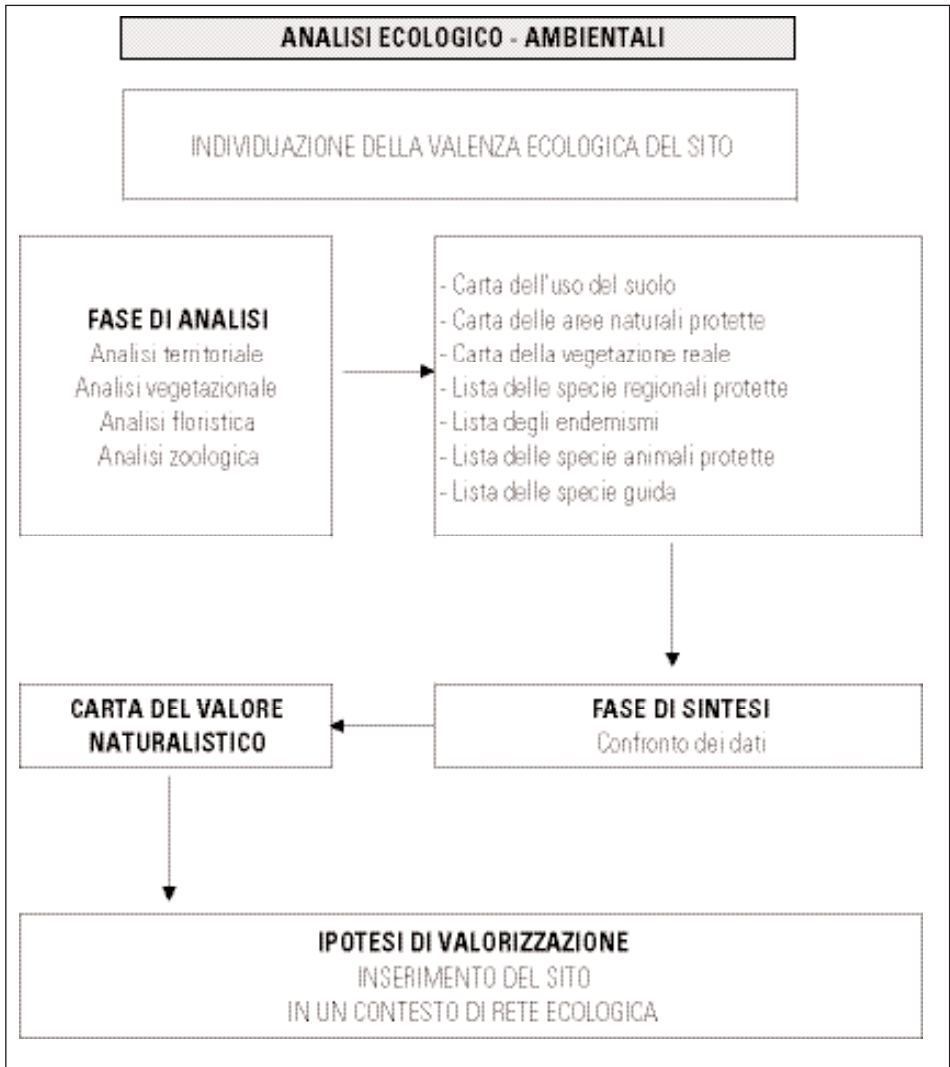 ANALISI ECOLOGICO - AMBIENTALI
INDIVIDUAZIONE DELLA VALENZA ECOLOGICA DEL SITO
FASE DI ANALISI
Analisi territoriale
Analisi vegetazionale
Analisi floristica
Analisi zoologica
- Carta dell'uso del suolo
- Carta delle aree naturali protette
- Carta della vegetazione reale
- Lista delle specie regionali protette
- Lista degli endemismi
- Lista delle specie animali protette
- Lista delle specie guida
CARTA DEL VALORE
NATURALISTICO
FASE DI SINTESI
Confronto dei dati
IPOTESI DI VALORIZZAZIONE
INSERIMENTO DEL SITO
IN UN CONTESTO DI RETE ECOLOGICA